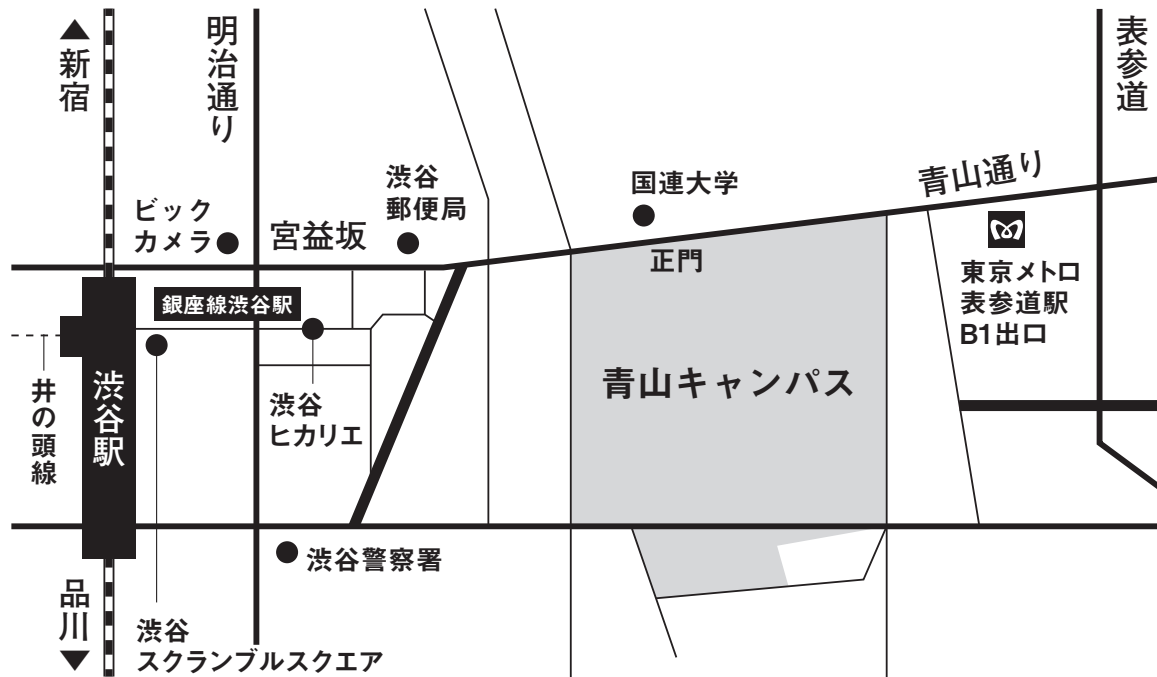 ▲新宿
明治通り
表参道
ビック
カメラ
宮益坂
渋谷
郵便局
国連大学
青山通り
正門
東京メトロ
表参道駅
B1出口
銀座線渋谷駅
青山キャンパス
井の頭線
渋谷駅
渋谷
ヒカリエ
渋谷警察署
品川▼
渋谷
スクランブルスクエア